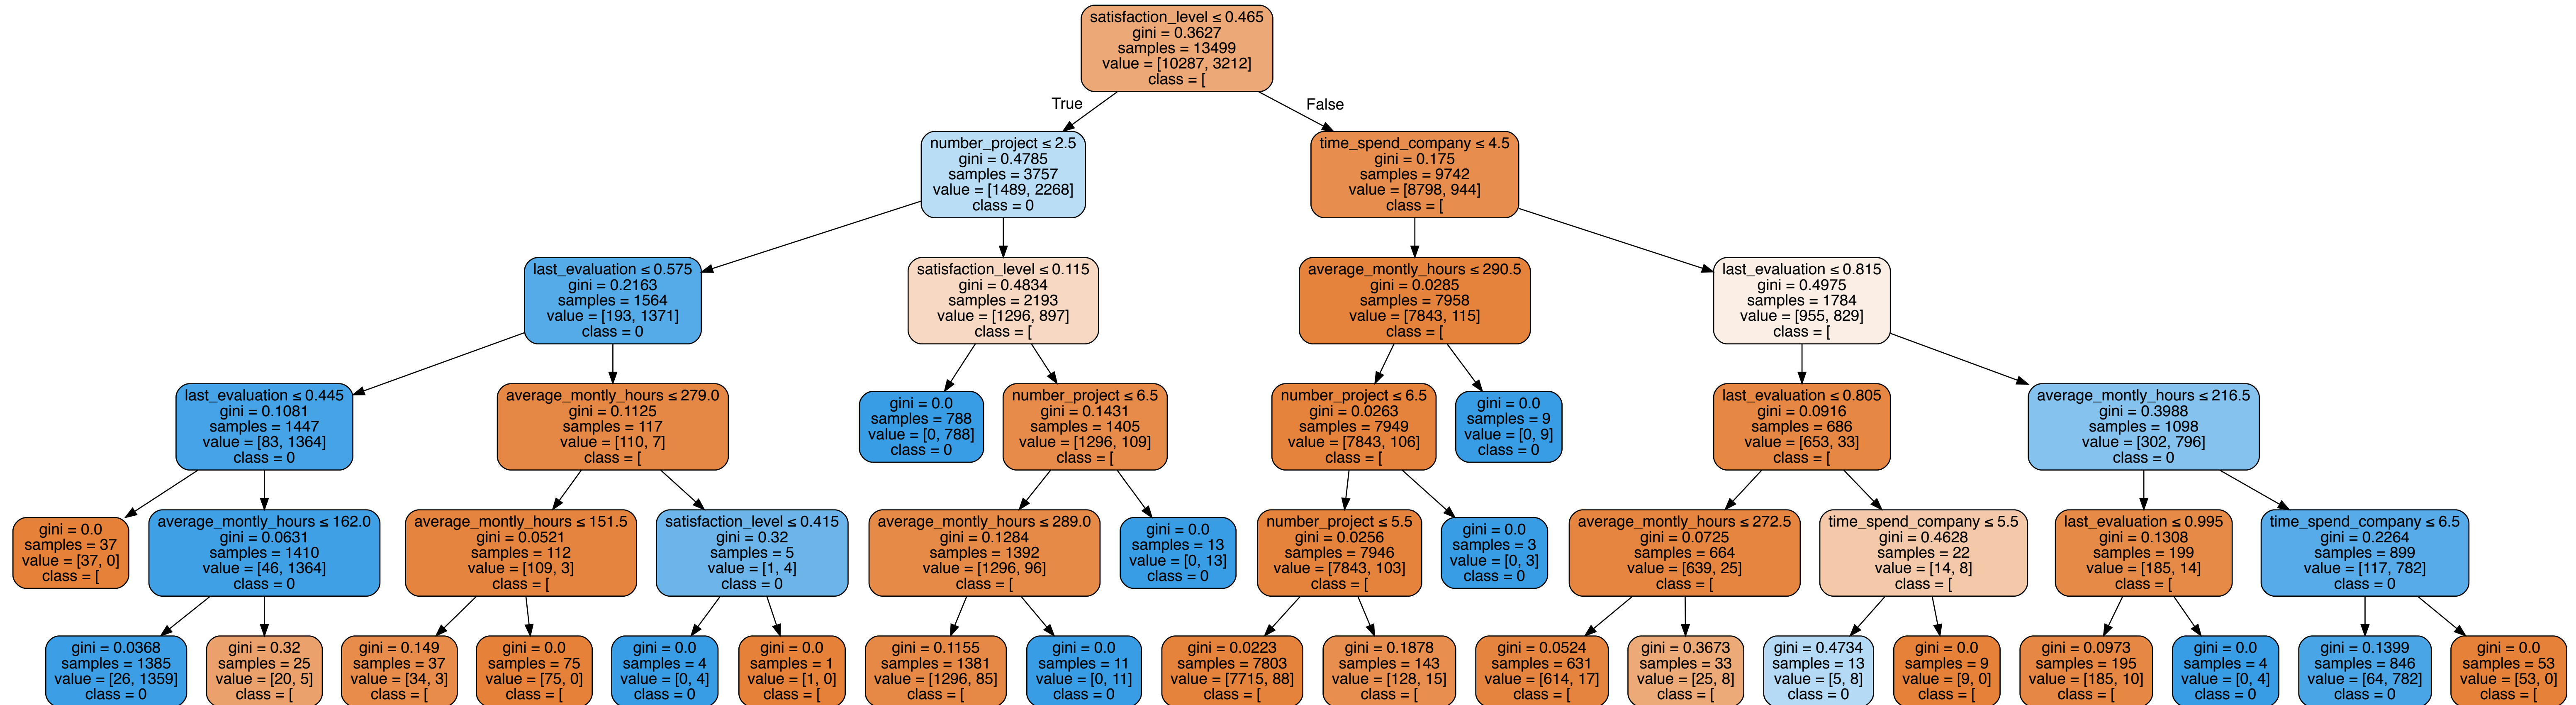 satisfaction_level ≤ 0.465
gini = 0.3627
samples = 13499
value = [10287, 3212]
class = [
True
False
number_project ≤ 2.5
gini = 0.4785
samples = 3757
value = [1489, 2268]
class = 0
time_spend_company ≤ 4.5
gini = 0.175
samples = 9742
value = [8798, 944]
class = [
last_evaluation ≤ 0.575
gini = 0.2163
samples = 1564
value = [193, 1371]
class = 0
satisfaction_level ≤ 0.115
gini = 0.4834
samples = 2193
value = [1296, 897]
class = [
average_montly_hours ≤ 290.5
gini = 0.0285
samples = 7958
value = [7843, 115]
class = [
last_evaluation ≤ 0.815
gini = 0.4975
samples = 1784
value = [955, 829]
class = [
last_evaluation ≤ 0.445
gini = 0.1081
samples = 1447
value = [83, 1364]
class = 0
average_montly_hours ≤ 279.0
gini = 0.1125
samples = 117
value = [110, 7]
class = [
gini = 0.0
samples = 788
value = [0, 788]
class = 0
number_project ≤ 6.5
gini = 0.1431
samples = 1405
value = [1296, 109]
class = [
number_project ≤ 6.5
gini = 0.0263
samples = 7949
value = [7843, 106]
class = [
gini = 0.0
samples = 9
value = [0, 9]
class = 0
last_evaluation ≤ 0.805
gini = 0.0916
samples = 686
value = [653, 33]
class = [
average_montly_hours ≤ 216.5
gini = 0.3988
samples = 1098
value = [302, 796]
class = 0
gini = 0.0
samples = 37
value = [37, 0]
class = [
average_montly_hours ≤ 162.0
gini = 0.0631
samples = 1410
value = [46, 1364]
class = 0
average_montly_hours ≤ 151.5
gini = 0.0521
samples = 112
value = [109, 3]
class = [
satisfaction_level ≤ 0.415
gini = 0.32
samples = 5
value = [1, 4]
class = 0
average_montly_hours ≤ 289.0
gini = 0.1284
samples = 1392
value = [1296, 96]
class = [
gini = 0.0
samples = 13
value = [0, 13]
class = 0
number_project ≤ 5.5
gini = 0.0256
samples = 7946
value = [7843, 103]
class = [
gini = 0.0
samples = 3
value = [0, 3]
class = 0
average_montly_hours ≤ 272.5
gini = 0.0725
samples = 664
value = [639, 25]
class = [
time_spend_company ≤ 5.5
gini = 0.4628
samples = 22
value = [14, 8]
class = [
last_evaluation ≤ 0.995
gini = 0.1308
samples = 199
value = [185, 14]
class = [
time_spend_company ≤ 6.5
gini = 0.2264
samples = 899
value = [117, 782]
class = 0
gini = 0.0368
samples = 1385
value = [26, 1359]
class = 0
gini = 0.32
samples = 25
value = [20, 5]
class = [
gini = 0.149
samples = 37
value = [34, 3]
class = [
gini = 0.0
samples = 75
value = [75, 0]
class = [
gini = 0.0
samples = 4
value = [0, 4]
class = 0
gini = 0.0
samples = 1
value = [1, 0]
class = [
gini = 0.1155
samples = 1381
value = [1296, 85]
class = [
gini = 0.0
samples = 11
value = [0, 11]
class = 0
gini = 0.0223
samples = 7803
value = [7715, 88]
class = [
gini = 0.1878
samples = 143
value = [128, 15]
class = [
gini = 0.0524
samples = 631
value = [614, 17]
class = [
gini = 0.3673
samples = 33
value = [25, 8]
class = [
gini = 0.4734
samples = 13
value = [5, 8]
class = 0
gini = 0.0
samples = 9
value = [9, 0]
class = [
gini = 0.0973
samples = 195
value = [185, 10]
class = [
gini = 0.0
samples = 4
value = [0, 4]
class = 0
gini = 0.1399
samples = 846
value = [64, 782]
class = 0
gini = 0.0
samples = 53
value = [53, 0]
class = [